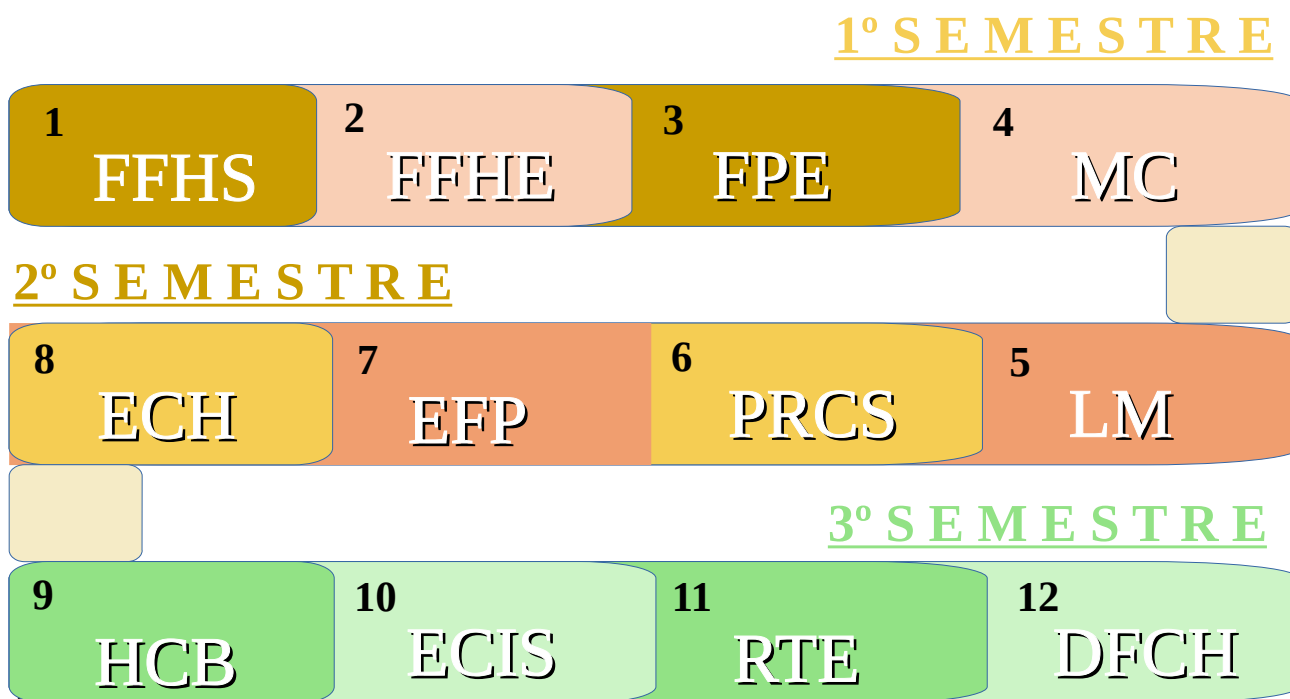 1º S E M E S T R E
1 FFHS
2 FFHE
3 FPE
4 MC
2º S E M E S T R E
8 ECH
7 EFP
6 PRCS
5 LM
3º S E M E S T R E
9 HCB
10 ECIS
11 RTE
12 DFCH